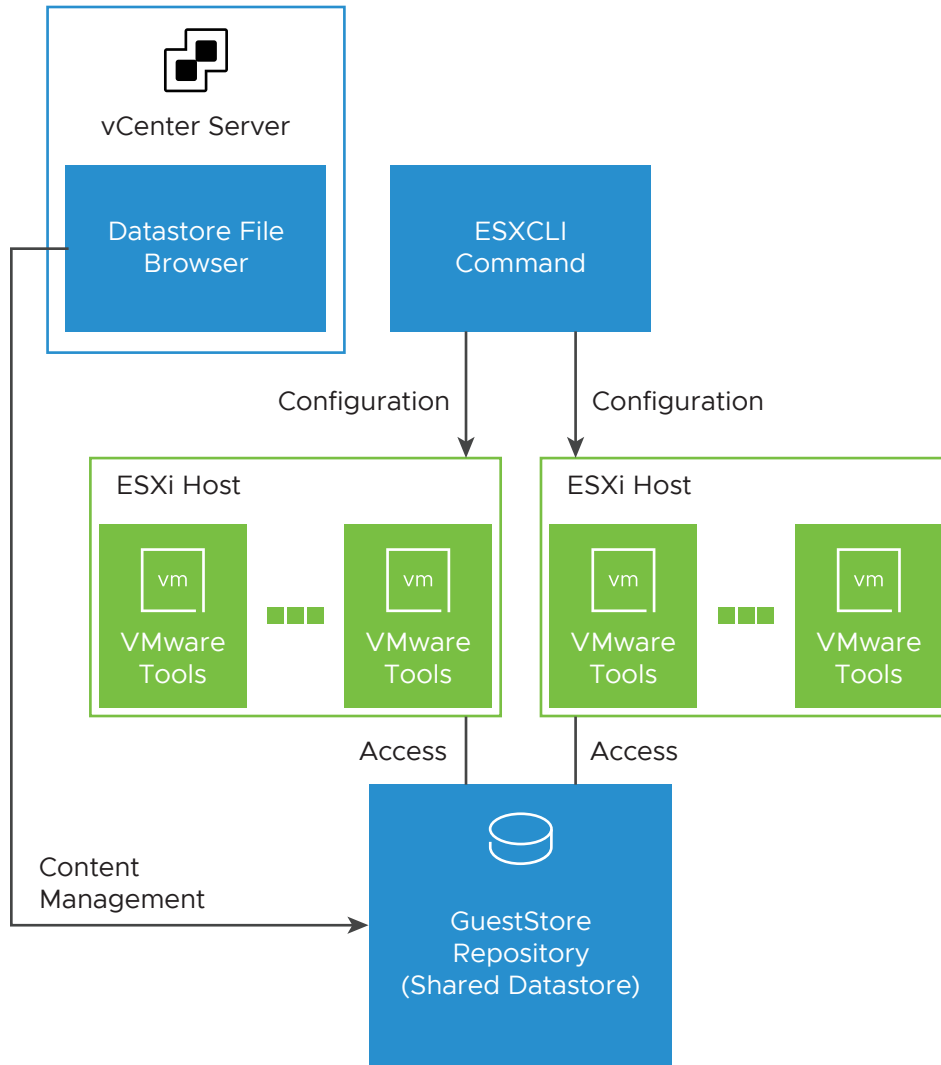 vCenter Server
Datastore File
Browser
ESXCLI
Command
Configuration
Configuration
ESXi Host
vm
VMware
Tools
vm
VMware
Tools
ESXi Host
vm
VMware
Tools
vm
VMware
Tools
Access
Access
Content
Management
GuestStore
Repository
(Shared Datastore)